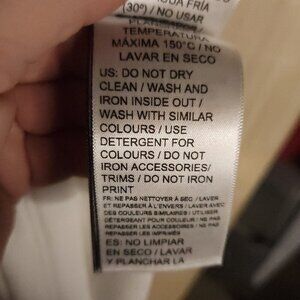 AGUA FRÍA
(30º) / NO USAR
TEMPERATURA
MÁXIMA 150°C / NO
LAVAR EN SECO
US: DO NOT DRY
CLEAN / WASH AND
IRON INSIDE OUT /
WASH WITH SIMILAR
COLOURS / USE
DETERGENT FOR
COLOURS / DO NOT
IRON ACCESSORIES/
TRIMS / DO NOT IRON
PRINT
FR: NE PAS NETTOYER À SEC / LAVER
ET REPASSER À L'ENVERS / LAVER AVEC
DES COULEURS SIMILAIRES / UTILISER
DÉTERGENT POUR COULEUR / NE PAS
REPASSER LES ACCESSOIRES / NE PAS
REPASSER LES IMPRIMÉS
ES: NO LIMPIAR
EN SECO / LAVAR
Y PLANCHAR LA